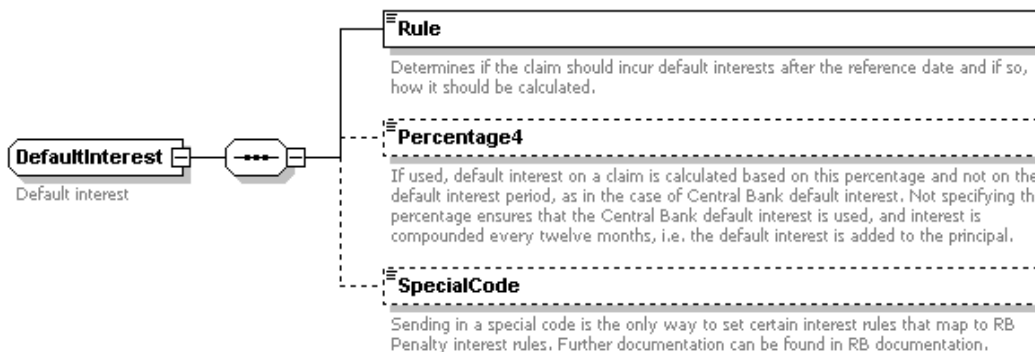 Rule
Determines if the claim should incur default interests after the reference date and if so,
how it should be calculated.
DefaultInterest
Default interest
Percentage4
If used, default interest on a claim is calculated based on this percentage and not on the
default interest period, as in the case of Central Bank default interest. Not specifying
percentage ensures that the Central Bank default interest is used, and interest is
compounded every twelve months, i.e. the default interest is added to the principal.
SpecialCode
Sending in a special code is the only way to set certain interest rules that map to RB
Penalty interest rules. Further documentation can be found in RB documentation.